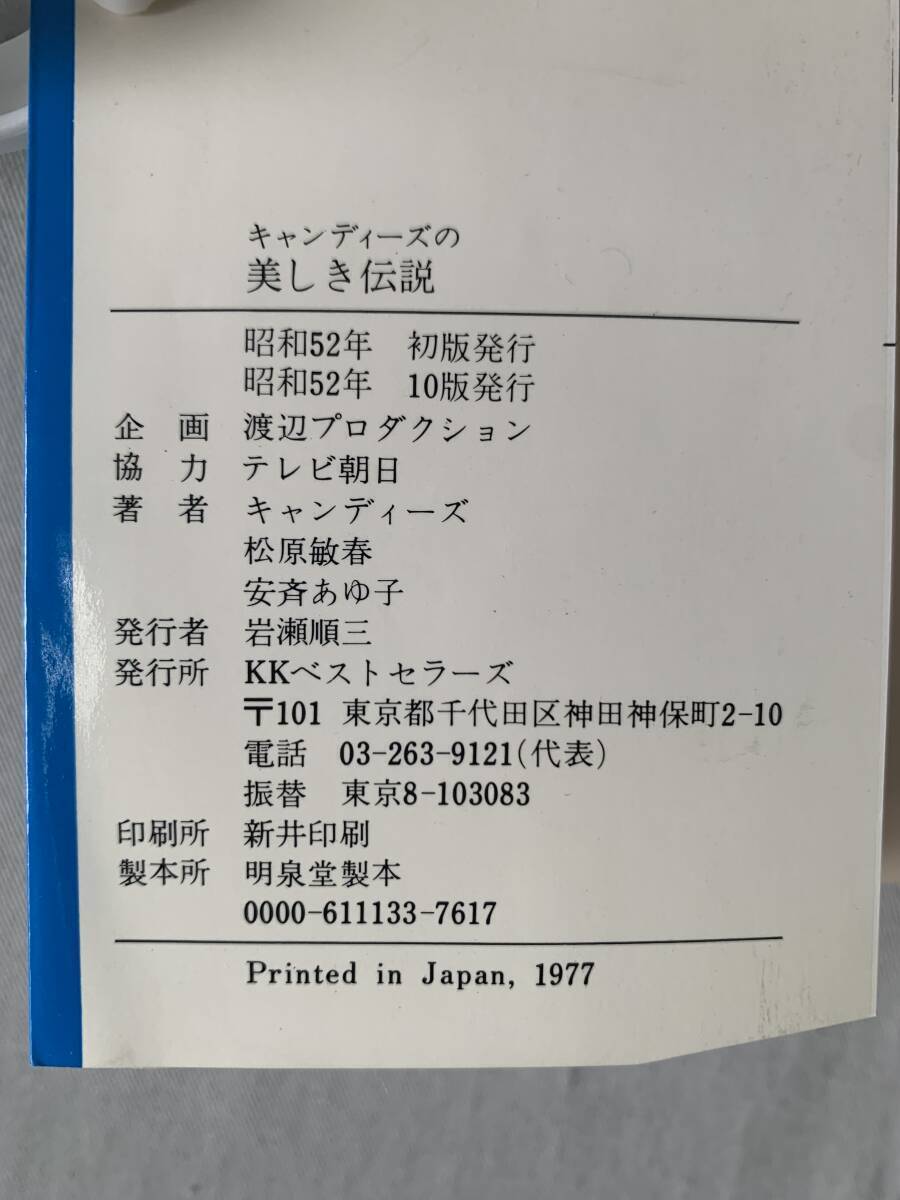 キャンディーズの
美しき伝説
昭和52年 初版発行
昭和52年 10版発行
企画 渡辺プロダクション
協力 テレビ朝日
著者 キャンディーズ
松原敏春
安斉あゆ子
発行者 岩瀬順三
発行所 KKベストセラーズ
〒101 東京都千代田区神田神保町2-10
電話 03-263-9121(代表)
振替 東京8-103083
印刷所 新井印刷
製本所 明泉堂製本
0000-611133-7617
Printed in Japan, 1977